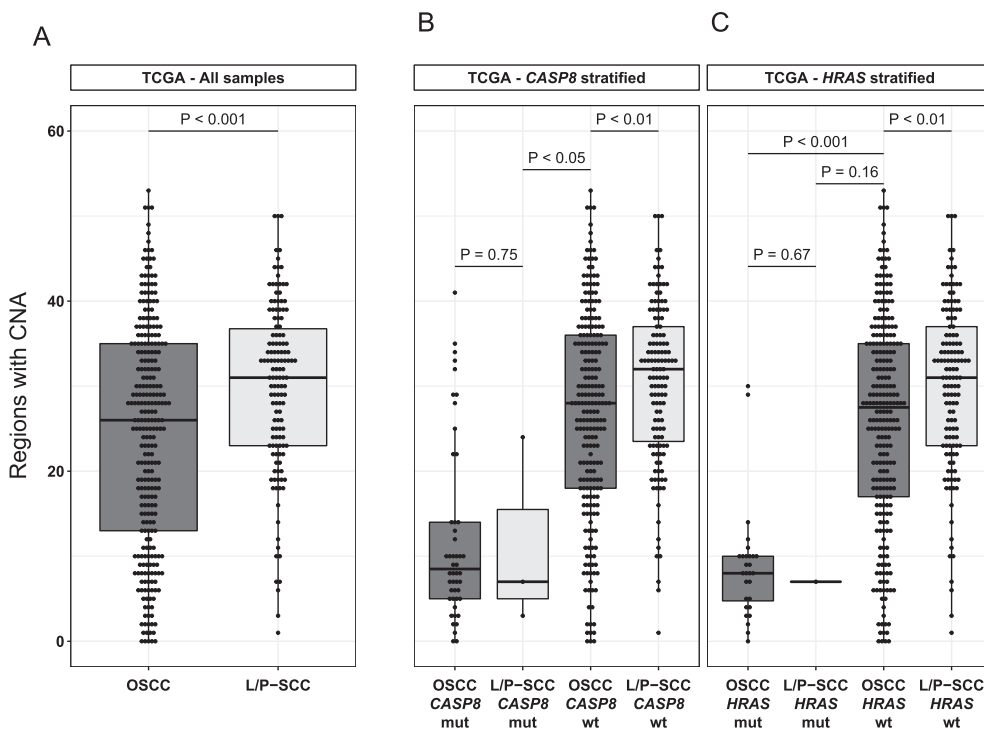 A
B
C
TCGA - All samples
TCGA - CASP8 stratified
TCGA - HRAS stratified
Regions with CNA
60
40
20
0
P < 0.001
P < 0.01
P < 0.05
P = 0.75
P < 0.01
P < 0.001
P = 0.16
P = 0.67
OSCC
L/P−SCC
OSCC
CASP8
mut
L/P−SCC
CASP8
mut
OSCC
CASP8
wt
L/P−SCC
CASP8
wt
OSCC
HRAS
mut
L/P−SCC
HRAS
mut
OSCC
HRAS
wt
L/P−SCC
HRAS
wt